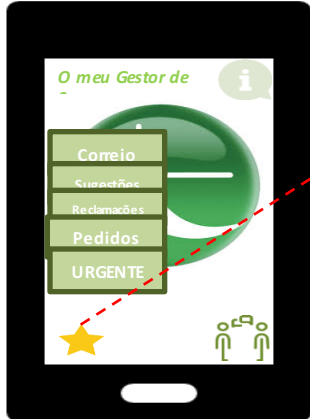 O meu Gestor de
Correio
Sugestões
Reclamações
Pedidos
URGENTE